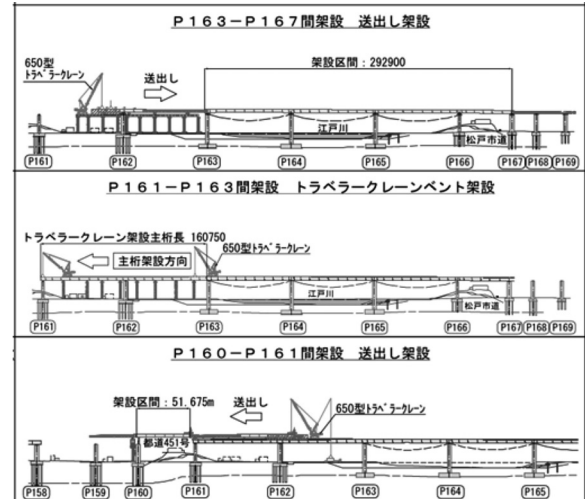 P163−P167間架設　送出し架設
650型
トラベラークレーン
送出し
架設区間：292900
江戸川
松戸市道
P161
P162
P163
P164
P165
P166
P167
P168
P169
P161−P163間架設　トラベラークレーンベント架設
トラベラークレーン架設主桁長 160750
主桁架設方向
650型トラベラークレーン
江戸川
松戸市道
P161
P162
P163
P164
P165
P166
P167
P168
P169
P160−P161間架設　送出し架設
架設区間：51.675m
送出し
650型トラベラークレーン
都道451号
P158
P159
P160
P161
P162
P163
P164
P165